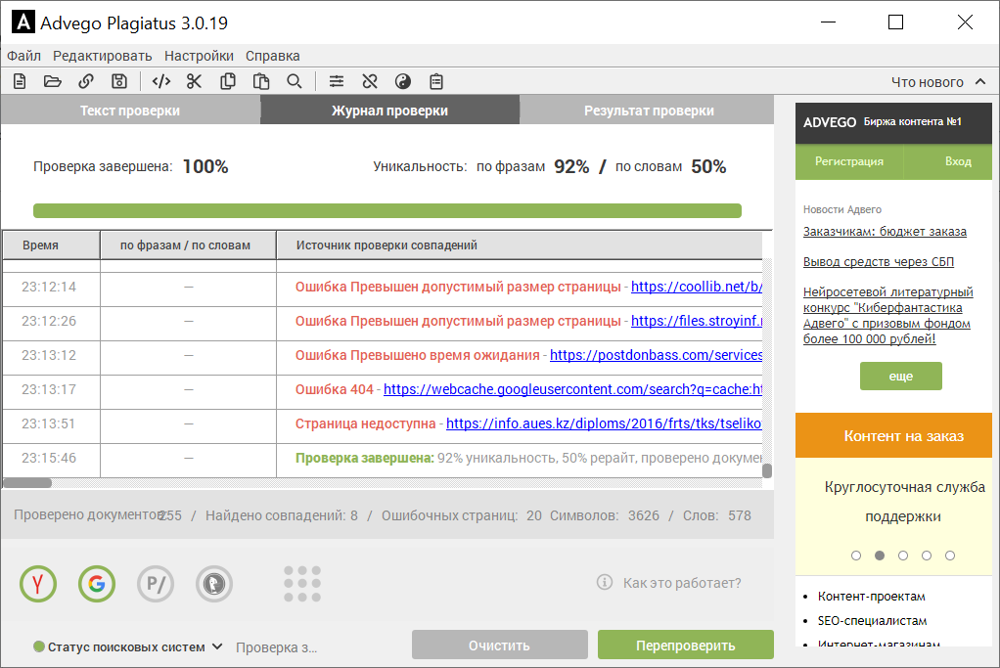 Advego Plagiatus 3.0.19
Файл Редактировать Настройки Справка
Что нового
Текст проверки Журнал проверки Результат проверки
Проверка завершена: 100% Уникальность: по фразам 92% / по словам 50%
Время по фразам / по словам Источник проверки совпадений
23:12:14 — Ошибка Превышен допустимый размер страницы - https://coollib.net/b/
23:12:26 — Ошибка Превышен допустимый размер страницы - https://files.stroyinf.r
23:13:12 — Ошибка Превышено время ожидания - https://postdonbass.com/services
23:13:17 — Ошибка 404 - https://webcache.googleusercontent.com/search?q=cache:ht
23:13:51 — Страница недоступна - https://info.aues.kz/diploms/2016/frts/tks/tseliko
23:15:46 — Проверка завершена: 92% уникальность, 50% рерайт, проверено докумен
Проверено документов: 255 / Найдено совпадений: 8 / Ошибочных страниц: 20 Символов: 3626 / Слов: 578
P/
Как это работает?
Статус поисковых систем Проверка з...
Очистить Перепроверить
ADVEGO Биржа контента №1
Регистрация Вход
Новости Адвего
Заказчикам: бюджет заказа
Вывод средств через СБП
Нейросетевой литературный
конкурс "Киберфантастика
Адвего" с призовым фондом
более 100 000 рублей!
еще
Контент на заказ
Круглосуточная служба
поддержки
Контент-проектам
SEO-специалистам
Интернет-магазинам